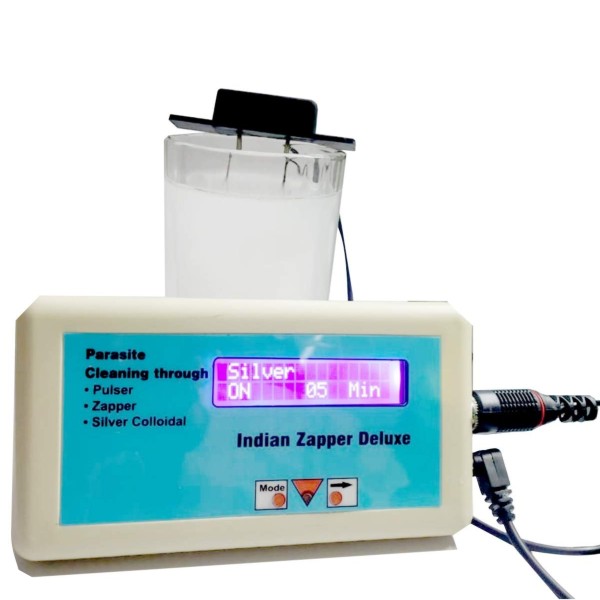 Parasite
Cleaning through
• Pulser
• Zapper
• Silver Colloidal
Silver
ON 05 Min
Indian Zapper Deluxe
Mode